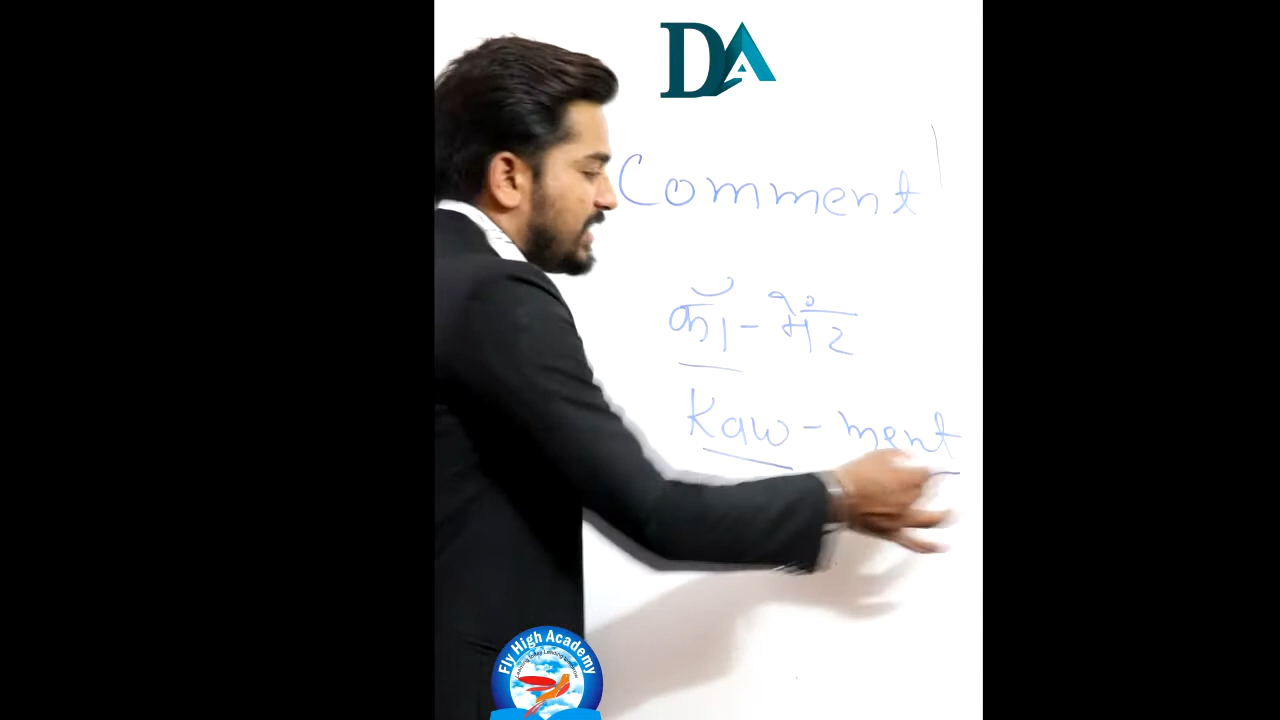 DA
Comment
कॉ - मेंट
Kaw - ment
Fly High Academy